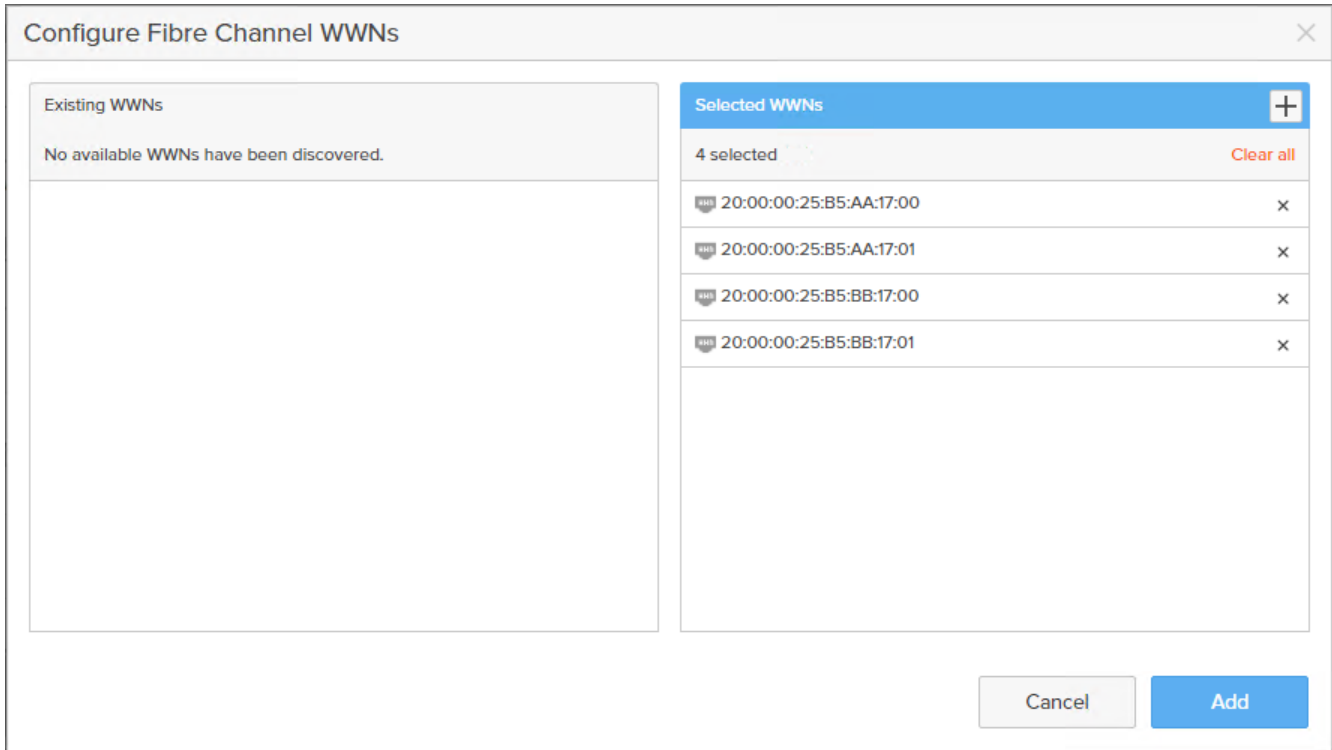 Configure Fibre Channel WWNs
Existing WWNs
No available WWNs have been discovered.
Selected WWNs
4 selected
Clear all
20:00:00:25:B5:AA:17:00
20:00:00:25:B5:AA:17:01
20:00:00:25:B5:BB:17:00
20:00:00:25:B5:BB:17:01
Cancel
Add